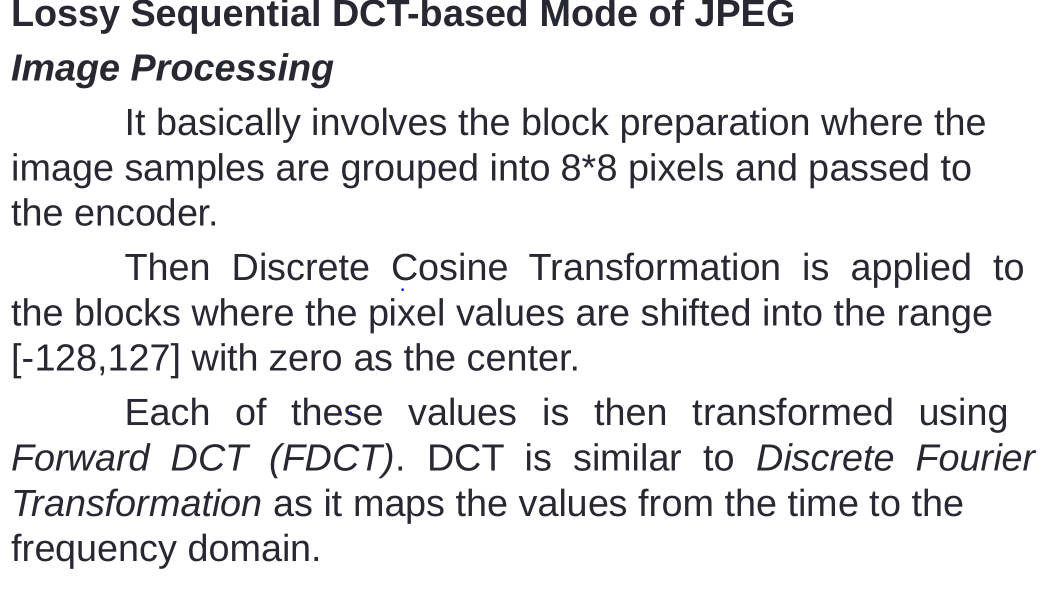 Lossy Sequential DCT-based Mode of JPEG
Image Processing
It basically involves the block preparation where the
image samples are grouped into 8*8 pixels and passed to
the encoder.
Then Discrete Cosine Transformation is applied to
the blocks where the pixel values are shifted into the range
[-128,127] with zero as the center.
Each of these values is then transformed using
Forward DCT (FDCT). DCT is similar to Discrete Fourier
Transformation as it maps the values from the time to the
frequency domain.